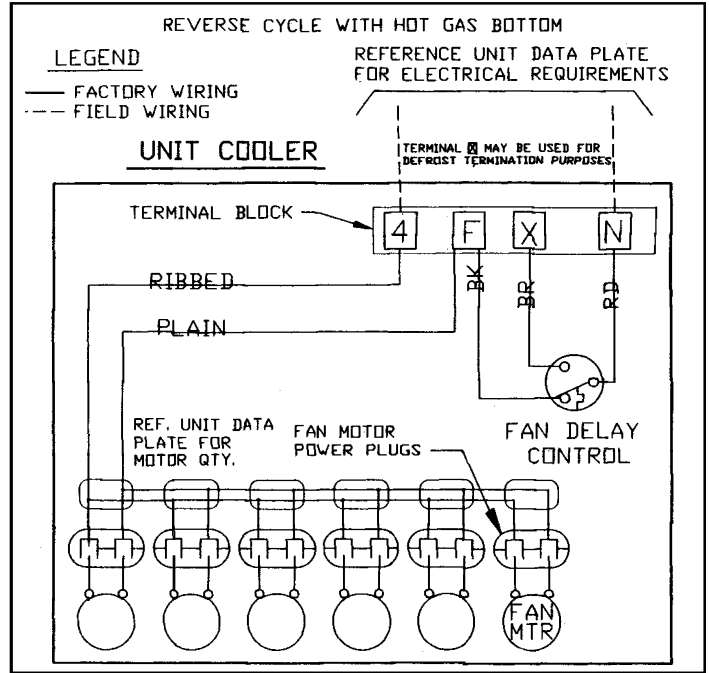 REVERSE CYCLE WITH HOT GAS BOTTOM
LEGEND
FACTORY WIRING
FIELD WIRING
REFERENCE UNIT DATA PLATE
FOR ELECTRICAL REQUIREMENTS
UNIT COOLER
TERMINAL X MAY BE USED FOR
DEFROST TERMINATION PURPOSES
TERMINAL BLOCK
4 F X N
RIBBED
PLAIN
BK
BR
RD
REF. UNIT DATA
PLATE FOR
MOTOR QTY.
FAN MOTOR
POWER PLUGS
FAN DELAY
CONTROL
FAN
MTR